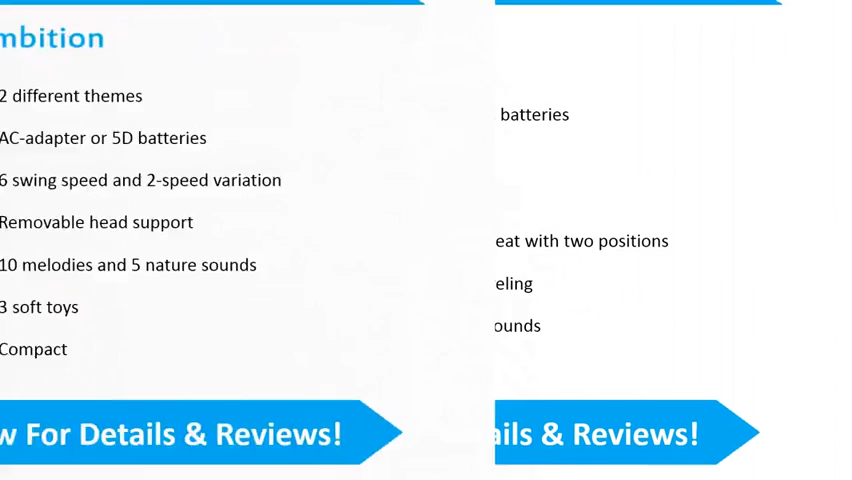 mbition
2 different themes
AC-adapter or 5D batteries
6 swing speed and 2-speed variation
Removable head support
10 melodies and 5 nature sounds
3 soft toys
Compact
w For Details & Reviews!
batteries
eat with two positions
eling
ounds
ails & Reviews!